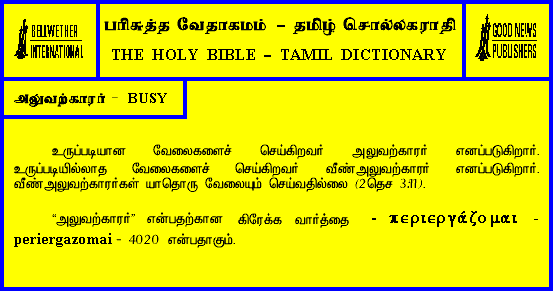 BELLWETHER
INTERNATIONAL
பரிசுத்த வேதாகமம் – தமிழ் சொல்லகராதி
THE HOLY BIBLE – TAMIL DICTIONARY
GOOD NEWS
PUBLISHERS
அலுவற்காரர் – BUSY
உருப்படியான வேலைகளைச் செய்கிறவர் அலுவற்காரர் எனப்படுகிறார்.
உருப்படியில்லாத வேலைகளைச் செய்கிறவர் வீண்அலுவற்காரர் எனப்படுகிறார்.
வீண்அலுவற்காரர்கள் யாதொரு வேலையும் செய்வதில்லை (2தெச 3:11).
“அலுவற்காரர்” என்பதற்கான கிரேக்க வார்த்தை - περιεργάζομαι -
periergazomai – 4020 என்பதாகும்.